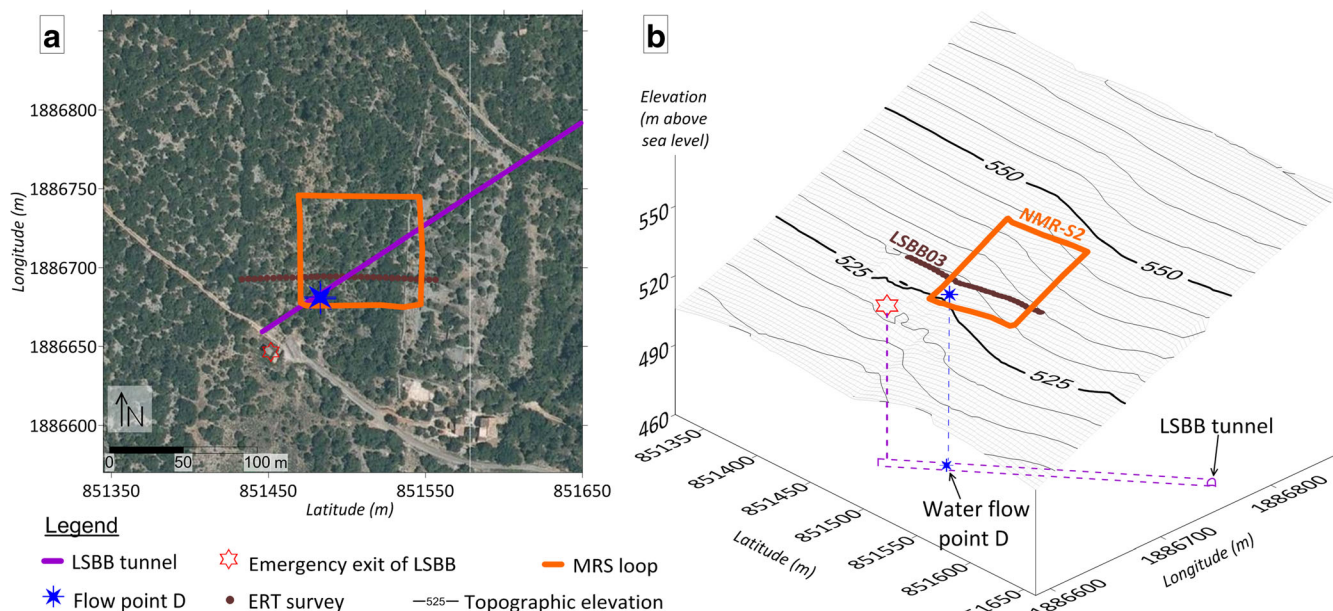 a
1886800
1886750
1886700
1886650
1886600
Longitude (m)
N
0 50 100 m
851350 851450 851550 851650
Latitude (m)
Legend
LSBB tunnel
Emergency exit of LSBB
MRS loop
Flow point D
ERT survey
—525— Topographic elevation
b
Elevation
(m above
sea level)
550
520
490
460
550
550
525
525
NMR-S2
LSBB03
LSBB tunnel
Water flow
point D
851350
851400
851450
851500
851550
851600
851650
Latitude (m)
1886600
1886700
1886800
Longitude (m)